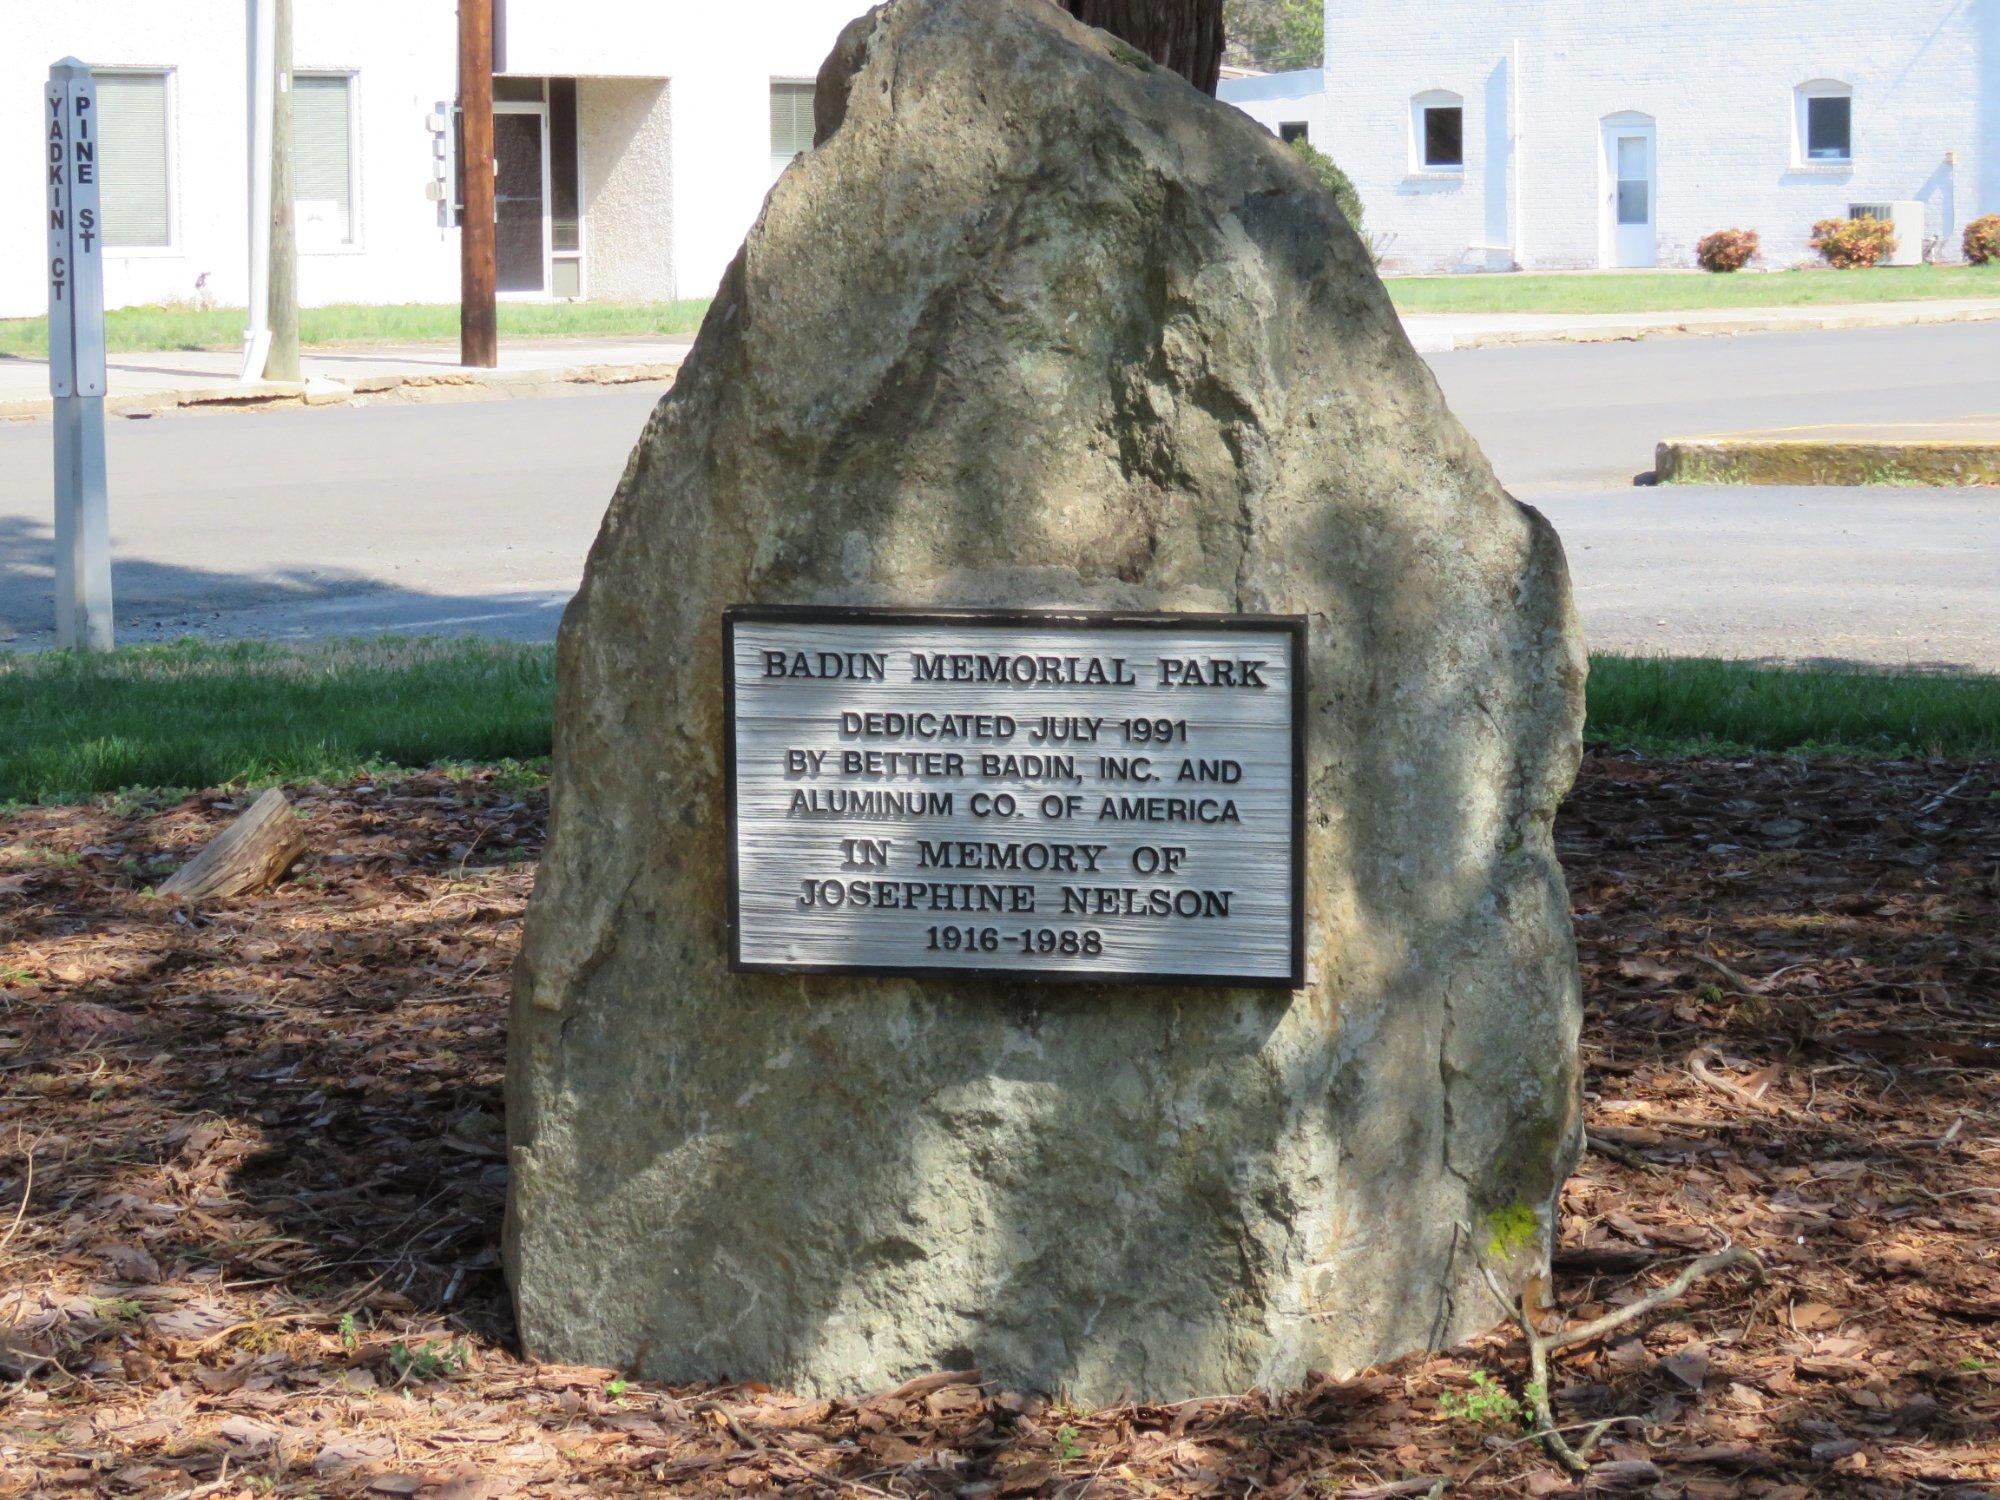 YADKIN CT
PINE ST
BADIN MEMORIAL PARK
DEDICATED JULY 1991
BY BETTER BADIN, INC. AND
ALUMINUM CO. OF AMERICA
IN MEMORY OF
JOSEPHINE NELSON
1916-1988